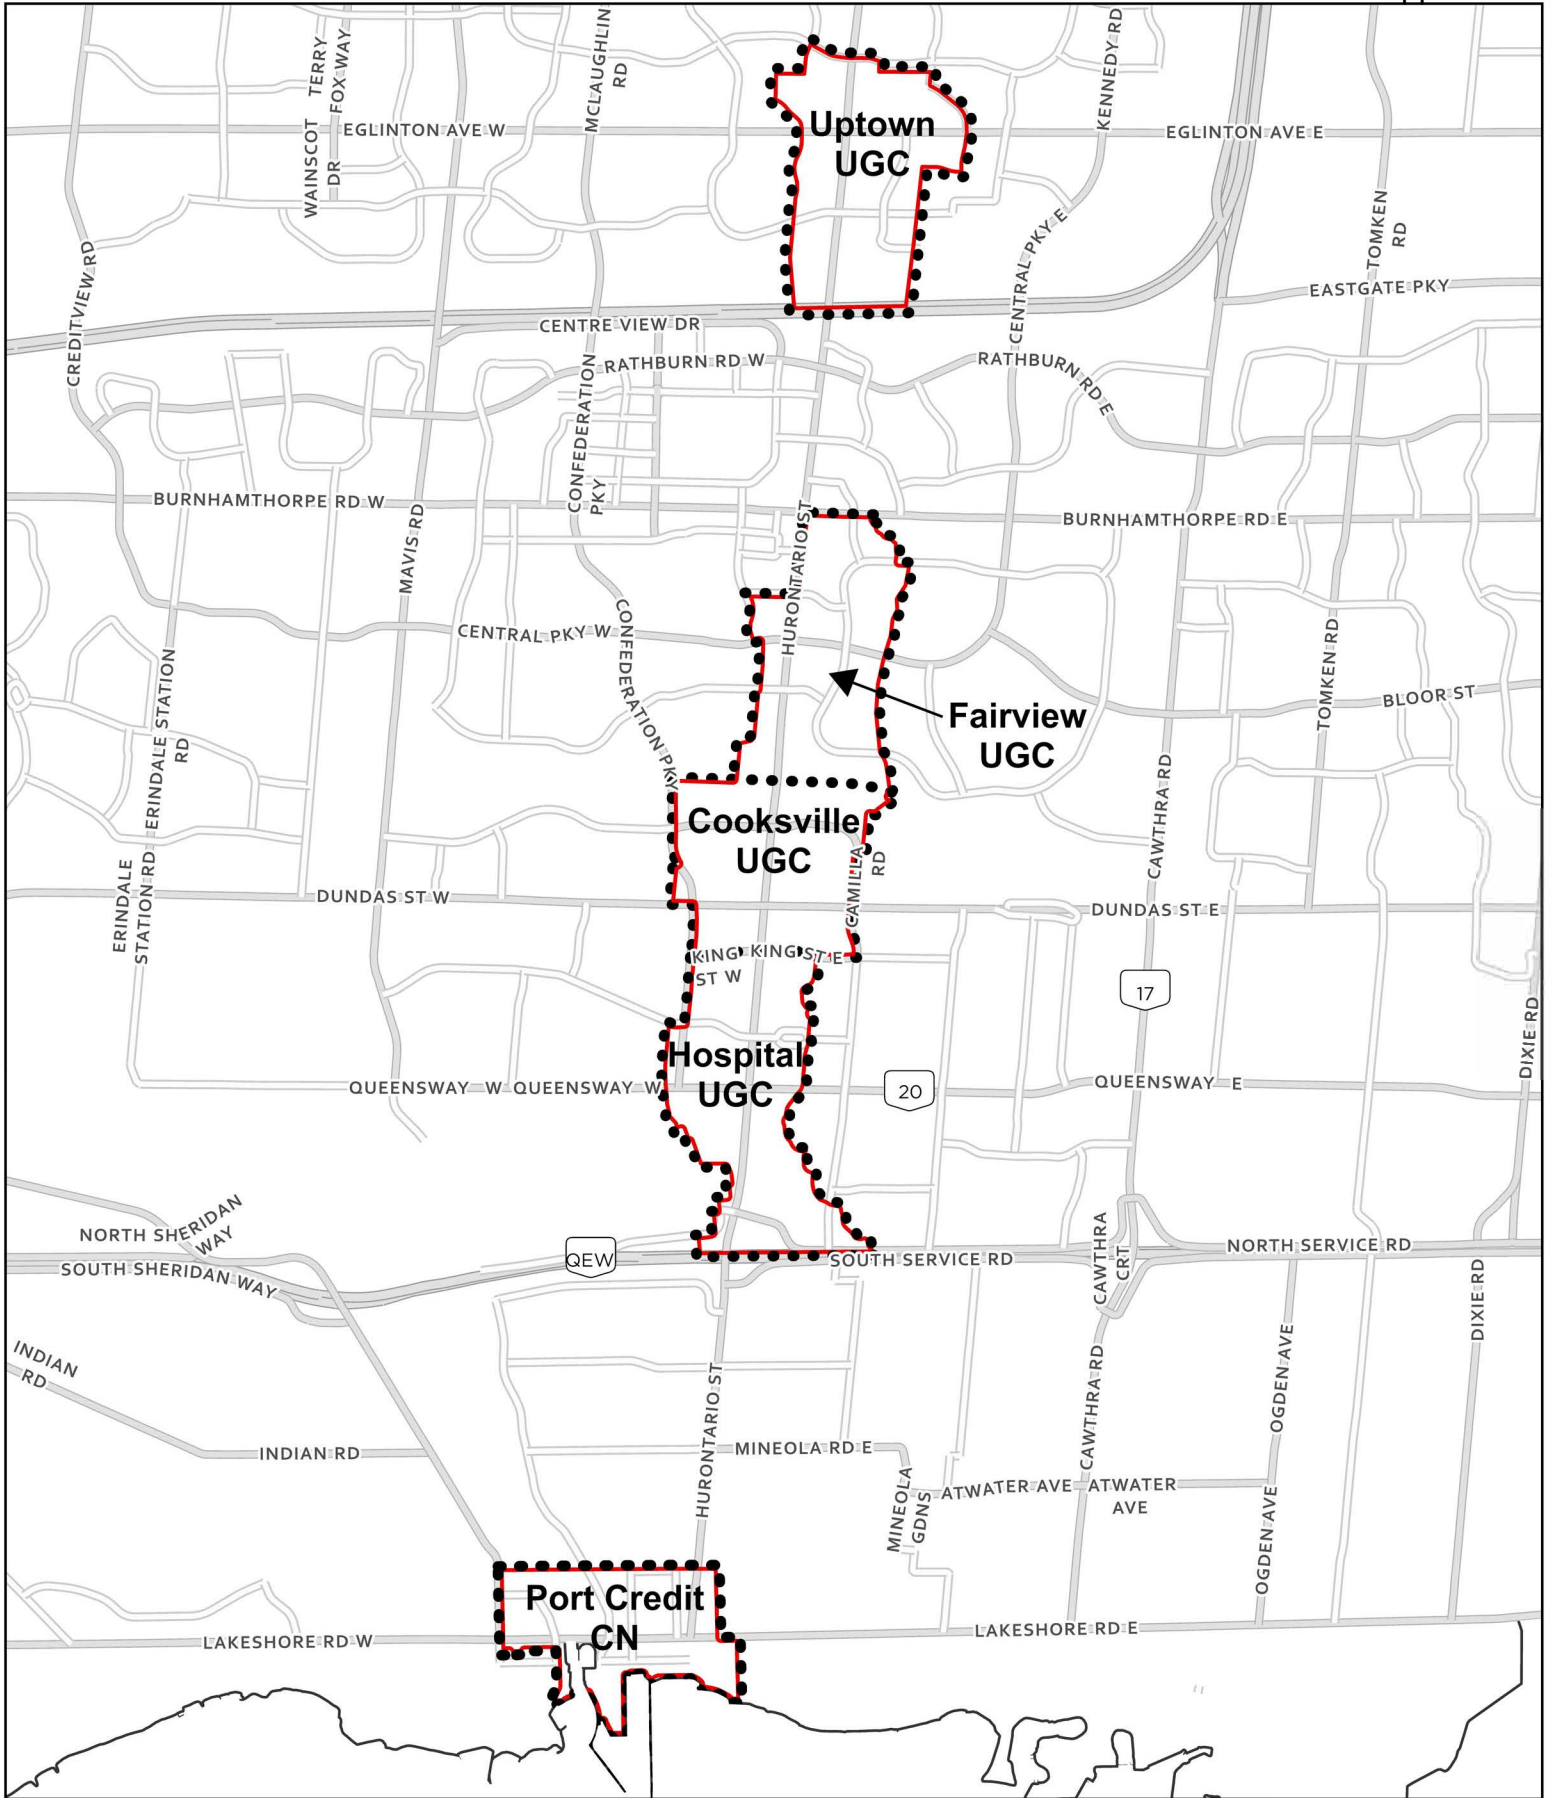 TERRY
FOX WAY
MCLAUGHLIN
RD
KENNEDY RD
WAINSCOT
DR
EGLINTON AVE W
Uptown
UGC
EGLINTON AVE E
TOMKEN
RD
CREDITVIEW RD
CENTRAL PKY E
EASTGATE PKY
CENTRE VIEW DR
RATHBURN RD W
RATHBURN RD E
CONFEDERATION
PKY
BURNHAMTHORPE RD W
BURNHAMTHORPE RD E
MAVIS RD
HURONTARIO ST
CENTRAL PKY W
CONFEDERATION PKY
ERINDALE STATION
RD
TOMKEN RD
BLOOR ST
Fairview
UGC
Cooksville
UGC
CAMILLA
RD
CAWTHRA RD
ERINDALE
STATION RD
DUNDAS ST W
DUNDAS ST E
KING
ST W
KING ST E
17
DIXIE RD
Hospital
UGC
QUEENSWAY W
QUEENSWAY W
20
QUEENSWAY E
NORTH SHERIDAN
WAY
SOUTH SHERIDAN WAY
QEW
SOUTH SERVICE RD
CAWTHRA
CRT
NORTH SERVICE RD
DIXIE RD
INDIAN
RD
INDIAN RD
HURONTARIO ST
MINEOLA RD E
CAWTHRA RD
OGDEN AVE
MINEOLA
GDNS
ATWATER AVE
ATWATER
AVE
OGDEN AVE
Port Credit
CN
LAKESHORE RD W
LAKESHORE RD E